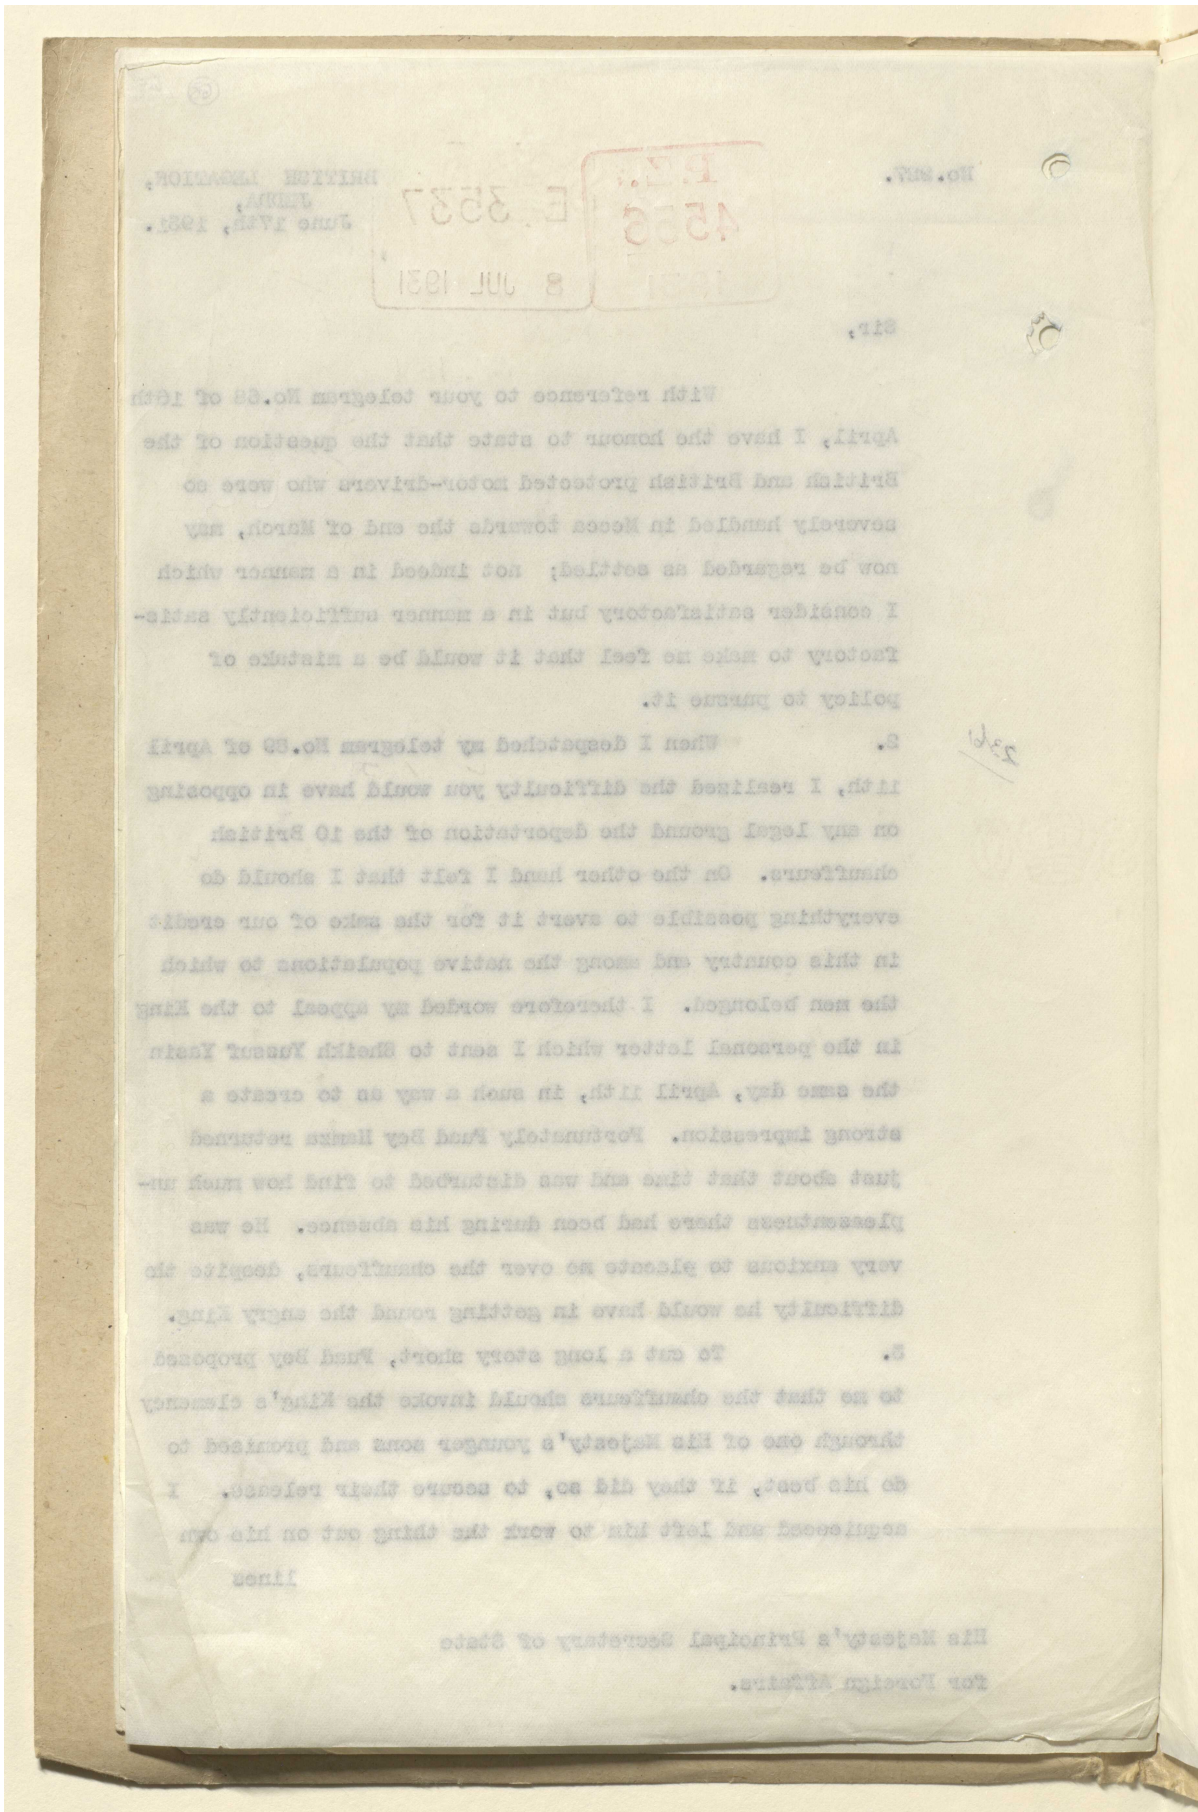 No.227.
BRITISH LEGATION,
JEDDA,
June 17th, 1931.
P.Z.
4556
1931
E 3537
8 JUL 1931
Sir,
With reference to your telegram No.68 of 16th
April, I have the honour to state that the question of the
British and British protected motor-drivers who were so
severely handled in Mecca towards the end of March, may
now be regarded as settled; not indeed in a manner which
I consider satisfactory but in a manner sufficiently satis-
factory to make me feel that it would be a mistake of
policy to pursue it.
2. When I despatched my telegram No.89 of April
11th, I realised the difficulty you would have in opposing
on any legal ground the deportation of the 10 British
chauffeurs. On the other hand I felt that I should do
everything possible to avert it for the sake of our credit
in this country and among the native populations to which
the men belonged. I therefore worded my appeal to the King
in the personal letter which I sent to Sheikh Yussuf Yasin
the same day, April 11th, in such a way as to create a
strong impression. Fortunately Fuad Bey Hamza returned
just about that time and was disturbed to find how much un-
pleasantness there had been during his absence. He was
very anxious to placate me over the chauffeurs, despite the
difficulty he would have in getting round the angry King.
3. To cut a long story short, Fuad Bey proposed
to me that the chauffeurs should invoke the King's clemency
through one of His Majesty's younger sons and promised to
do his best, if they did so, to secure their release. I
acquiesced and left him to work the thing out on his own
lines
His Majesty's Principal Secretary of State
for Foreign Affairs.